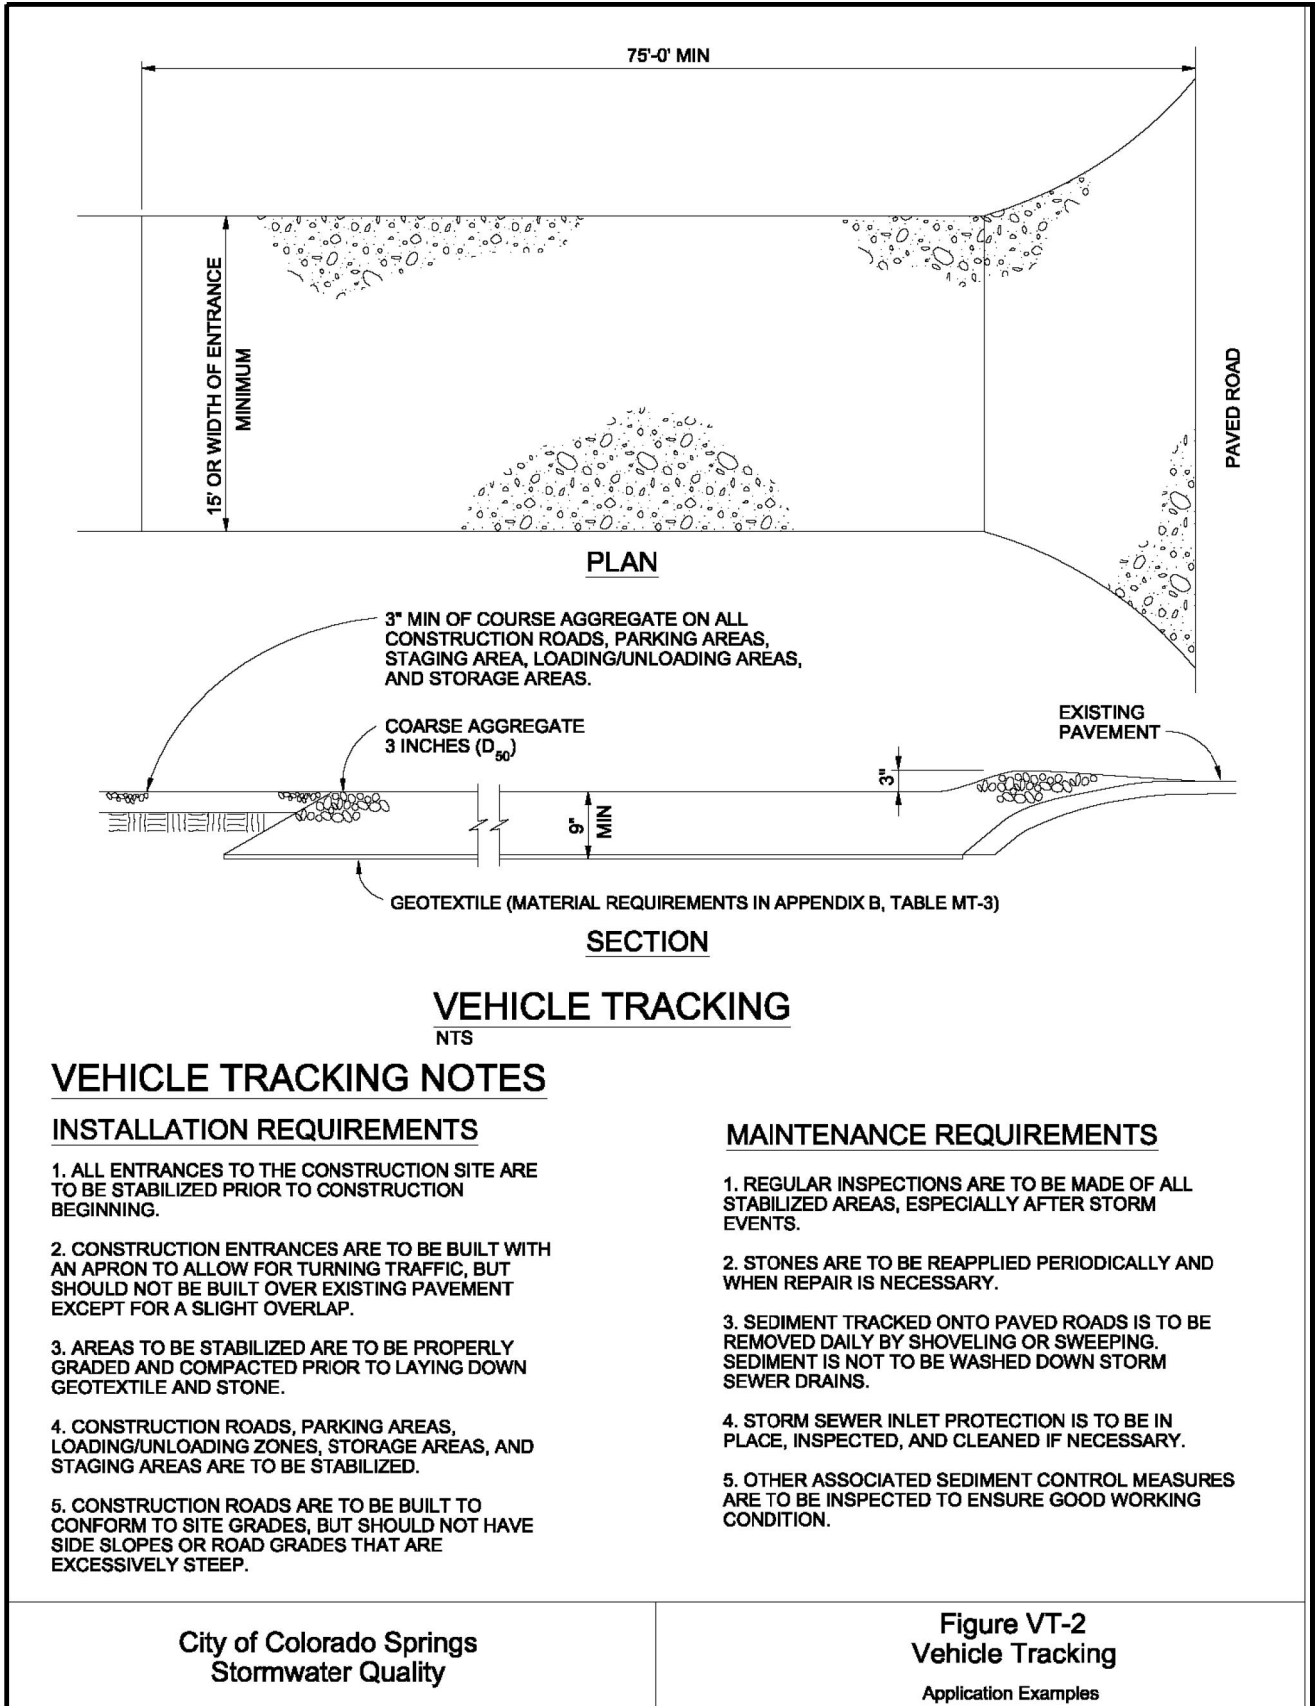 75'-0' MIN
15' OR WIDTH OF ENTRANCE
MINIMUM
PAVED ROAD
PLAN
3" MIN OF COURSE AGGREGATE ON ALL
CONSTRUCTION ROADS, PARKING AREAS,
STAGING AREA, LOADING/UNLOADING AREAS,
AND STORAGE AREAS.
COARSE AGGREGATE
3 INCHES (D50)
EXISTING
PAVEMENT
3"
9"
MIN
GEOTEXTILE (MATERIAL REQUIREMENTS IN APPENDIX B, TABLE MT-3)
SECTION
VEHICLE TRACKING
NTS
VEHICLE TRACKING NOTES
INSTALLATION REQUIREMENTS
1. ALL ENTRANCES TO THE CONSTRUCTION SITE ARE
TO BE STABILIZED PRIOR TO CONSTRUCTION
BEGINNING.
2. CONSTRUCTION ENTRANCES ARE TO BE BUILT WITH
AN APRON TO ALLOW FOR TURNING TRAFFIC, BUT
SHOULD NOT BE BUILT OVER EXISTING PAVEMENT
EXCEPT FOR A SLIGHT OVERLAP.
3. AREAS TO BE STABILIZED ARE TO BE PROPERLY
GRADED AND COMPACTED PRIOR TO LAYING DOWN
GEOTEXTILE AND STONE.
4. CONSTRUCTION ROADS, PARKING AREAS,
LOADING/UNLOADING ZONES, STORAGE AREAS, AND
STAGING AREAS ARE TO BE STABILIZED.
5. CONSTRUCTION ROADS ARE TO BE BUILT TO
CONFORM TO SITE GRADES, BUT SHOULD NOT HAVE
SIDE SLOPES OR ROAD GRADES THAT ARE
EXCESSIVELY STEEP.
MAINTENANCE REQUIREMENTS
1. REGULAR INSPECTIONS ARE TO BE MADE OF ALL
STABILIZED AREAS, ESPECIALLY AFTER STORM
EVENTS.
2. STONES ARE TO BE REAPPLIED PERIODICALLY AND
WHEN REPAIR IS NECESSARY.
3. SEDIMENT TRACKED ONTO PAVED ROADS IS TO BE
REMOVED DAILY BY SHOVELING OR SWEEPING.
SEDIMENT IS NOT TO BE WASHED DOWN STORM
SEWER DRAINS.
4. STORM SEWER INLET PROTECTION IS TO BE IN
PLACE, INSPECTED, AND CLEANED IF NECESSARY.
5. OTHER ASSOCIATED SEDIMENT CONTROL MEASURES
ARE TO BE INSPECTED TO ENSURE GOOD WORKING
CONDITION.
City of Colorado Springs
Stormwater Quality
Figure VT-2
Vehicle Tracking
Application Examples